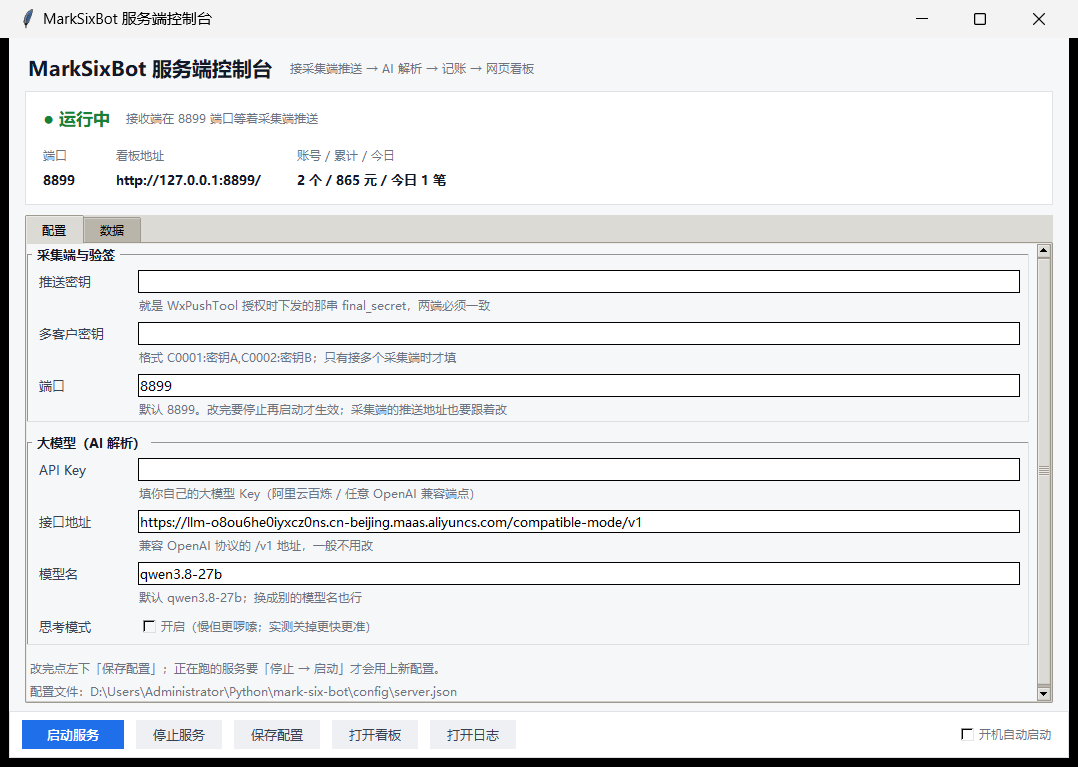 MarkSixBot 服务端控制台
MarkSixBot 服务端控制台 接采集端推送 → AI 解析 → 记账 → 网页看板
● 运行中 接收端在 8899 端口等着采集端推送
端口 看板地址 账号 / 累计 / 今日
8899 http://127.0.0.1:8899/ 2 个 / 865 元 / 今日 1 笔
配置 数据
采集端与验签
推送密钥
就是 WxPushTool 授权时下发的那串 final_secret，两端必须一致
多客户密钥
格式 C0001:密钥A,C0002:密钥B；只有接多个采集端时才填
端口 8899
默认 8899。改完要停止再启动才生效；采集端的推送地址也要跟着改
大模型（AI 解析）
API Key
填你自己的大模型 Key（阿里云百炼 / 任意 OpenAI 兼容端点）
接口地址 https://llm-o8ou6he0iyxcz0ns.cn-beijing.maas.aliyuncs.com/compatible-mode/v1
兼容 OpenAI 协议的 /v1 地址，一般不用改
模型名 qwen3.8-27b
默认 qwen3.8-27b；换成别的模型名也行
思考模式 开启（慢但更啰嗦；实测关掉更快更准）
改完点左下「保存配置」；正在跑的服务要「停止 → 启动」才会用上新配置。
配置文件：D:\Users\Administrator\Python\mark-six-bot\config\server.json
启动服务 停止服务 保存配置 打开看板 打开日志 开机自动启动